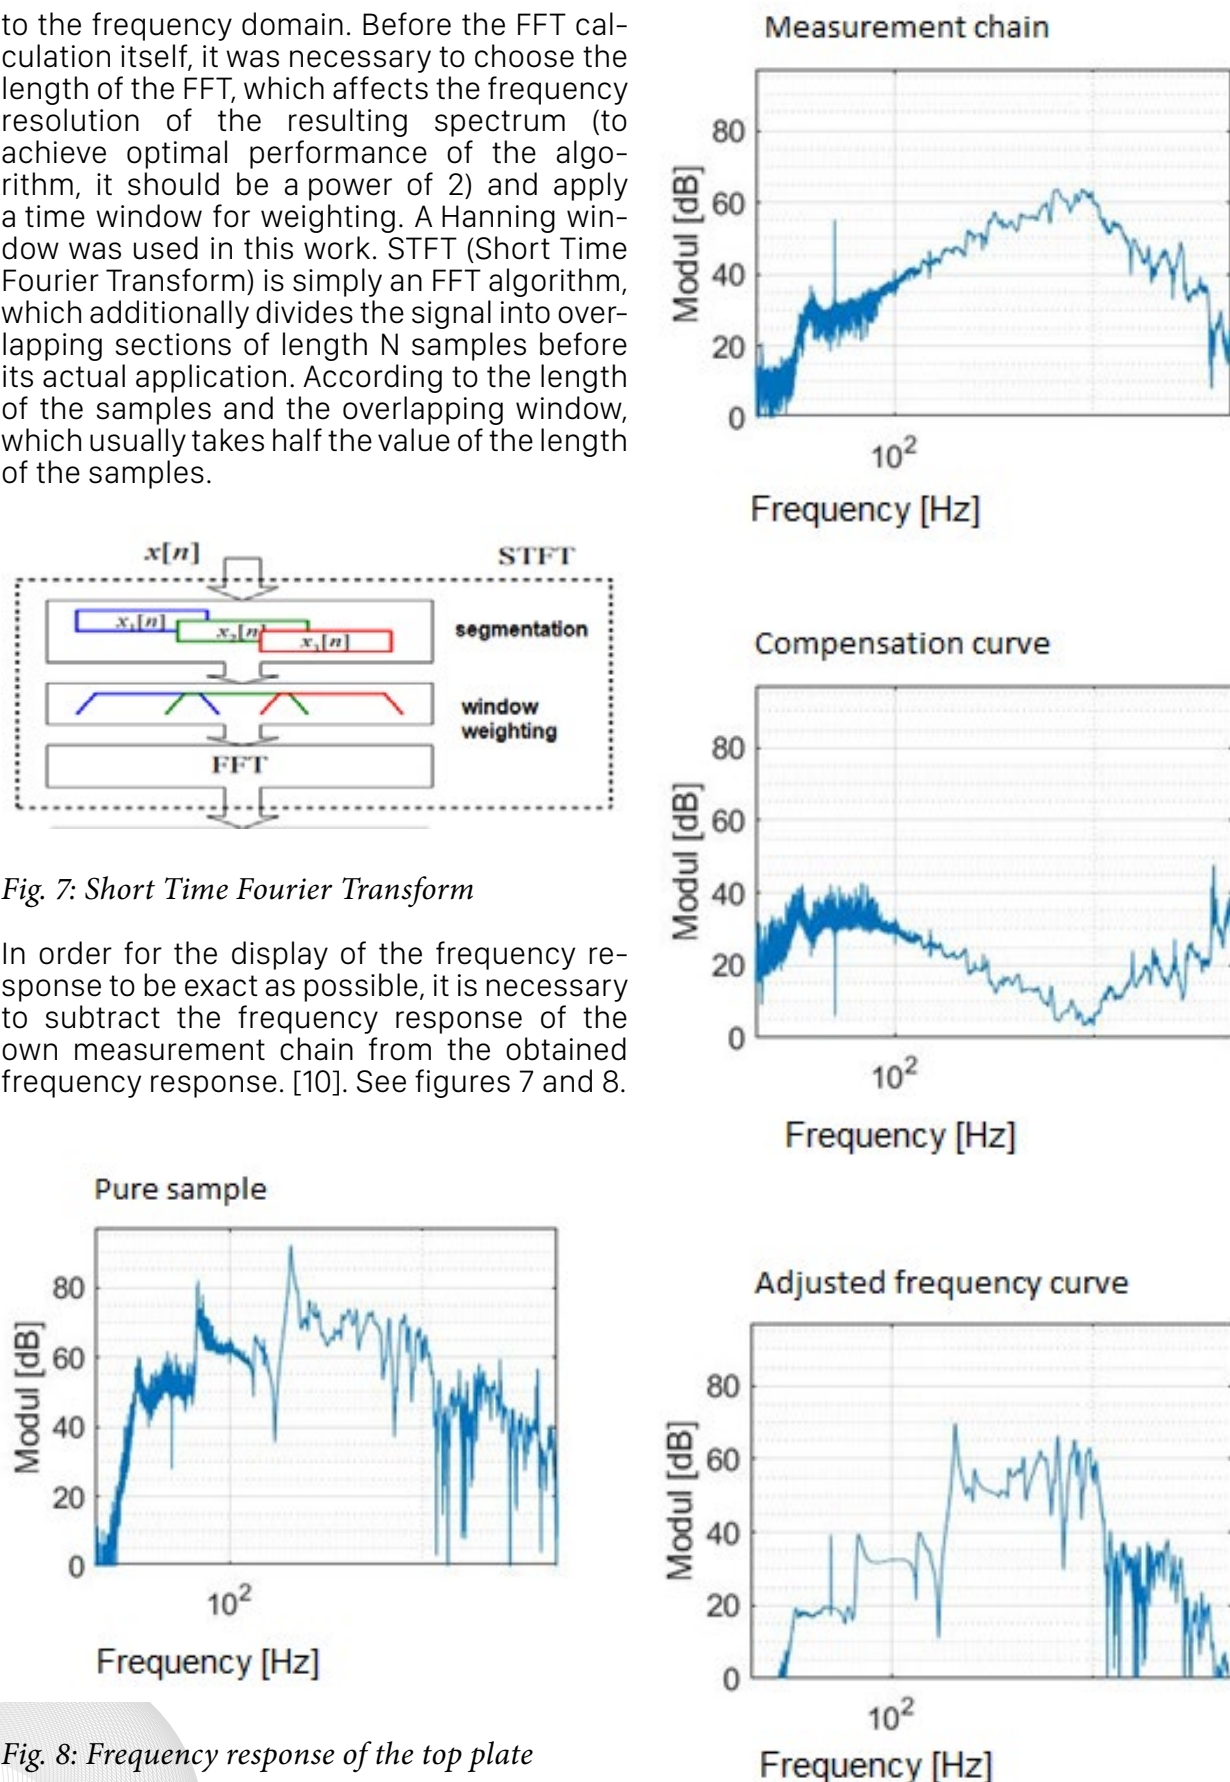 to the frequency domain. Before the FFT cal-
culation itself, it was necessary to choose the
length of the FFT, which affects the frequency
resolution of the resulting spectrum (to
achieve optimal performance of the algo-
rithm, it should be a power of 2) and apply
a time window for weighting. A Hanning win-
dow was used in this work. STFT (Short Time
Fourier Transform) is simply an FFT algorithm,
which additionally divides the signal into over-
lapping sections of length N samples before
its actual application. According to the length
of the samples and the overlapping window,
which usually takes half the value of the length
of the samples.
x[n]
STFT
x₁[n]
x₂[n]
x₃[n]
segmentation
window
weighting
FFT
Fig. 7: Short Time Fourier Transform
In order for the display of the frequency re-
sponse to be exact as possible, it is necessary
to subtract the frequency response of the
own measurement chain from the obtained
frequency response. [10]. See figures 7 and 8.
Pure sample
Modul [dB]
80
60
40
20
0
10²
Frequency [Hz]
Fig. 8: Frequency response of the top plate
Measurement chain
Modul [dB]
80
60
40
20
0
10²
Frequency [Hz]
Compensation curve
Modul [dB]
80
60
40
20
0
10²
Frequency [Hz]
Adjusted frequency curve
Modul [dB]
80
60
40
20
0
10²
Frequency [Hz]